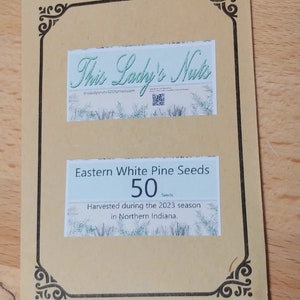 This Lady's Nuts
Eastern White Pine Seeds
50 Seeds
Harvested during the 2023 season
in Northern Indiana.